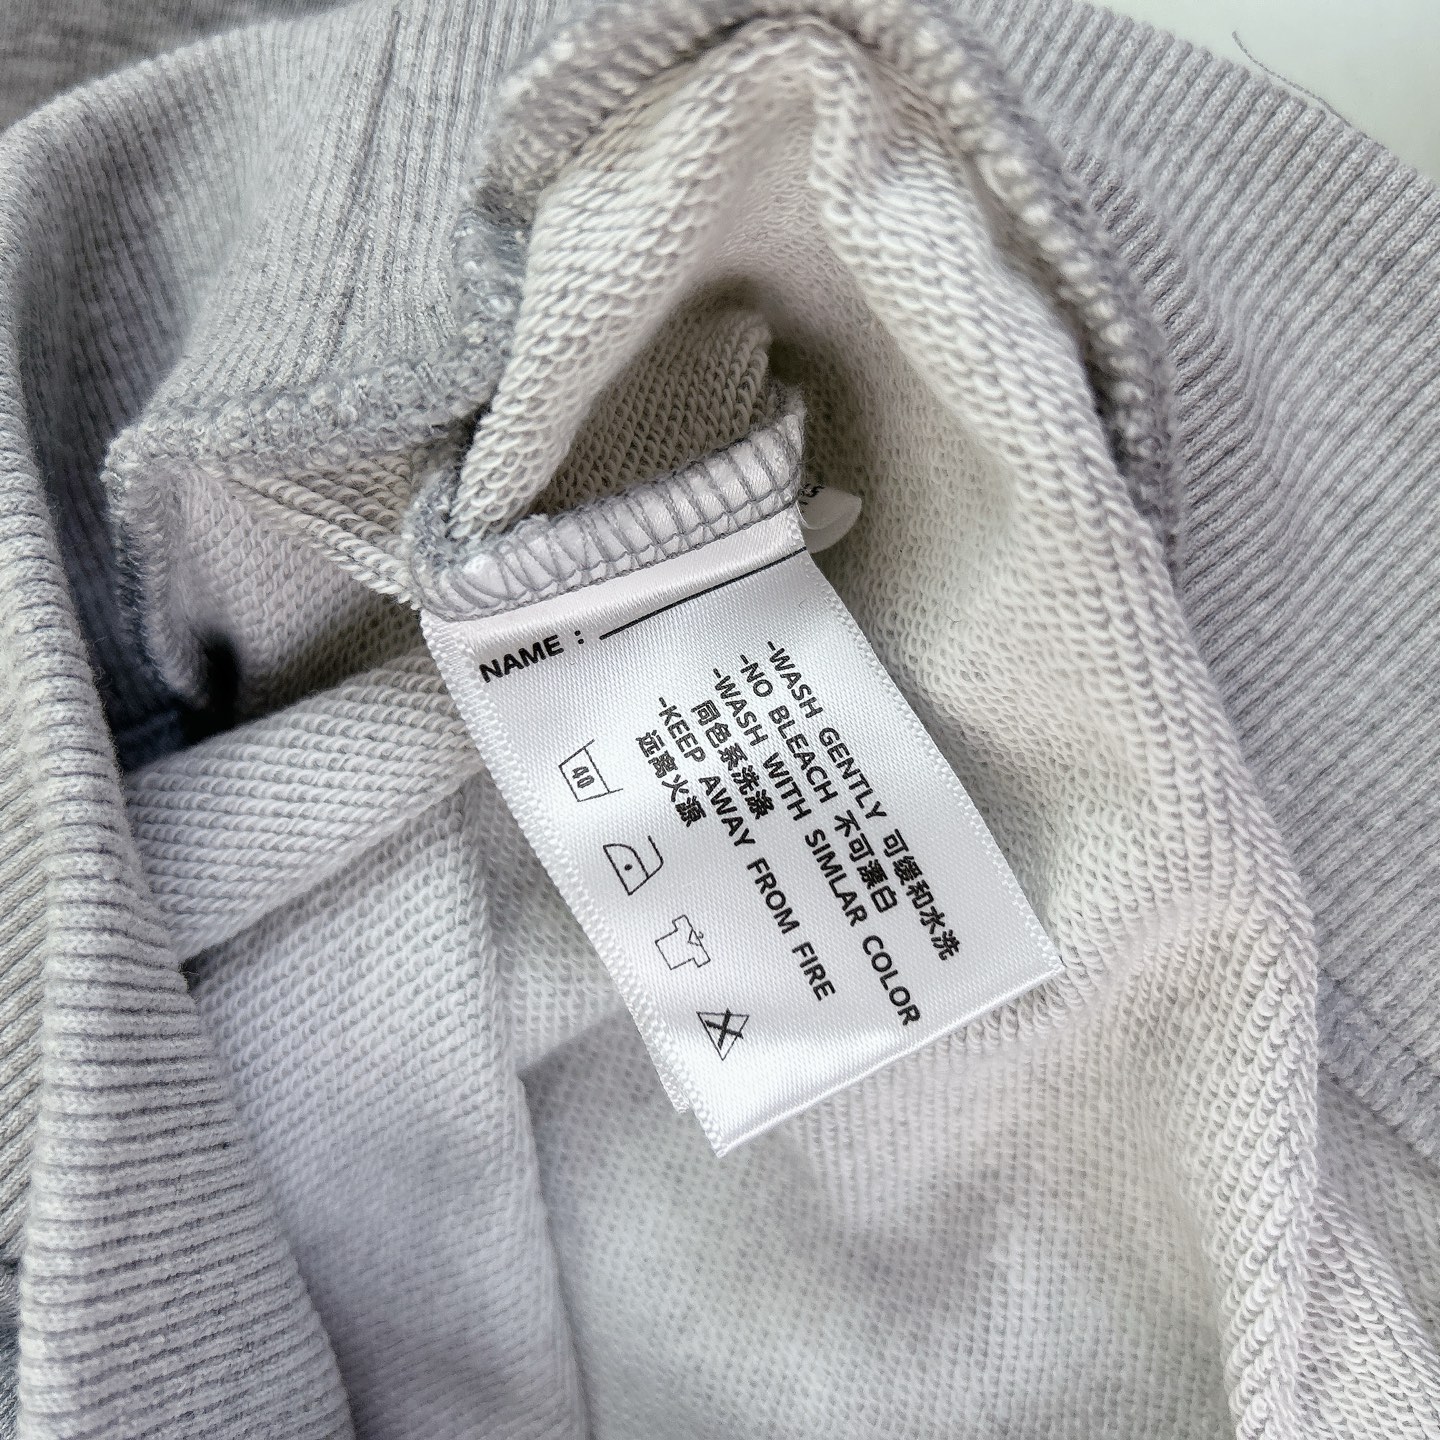 NAME :
-WASH GENTLY 可缓和水洗
-NO BLEACH 不可漂白
-WASH WITH SIMLAR COLOR
同色系洗涤
-KEEP AWAY FROM FIRE
远离火源
40